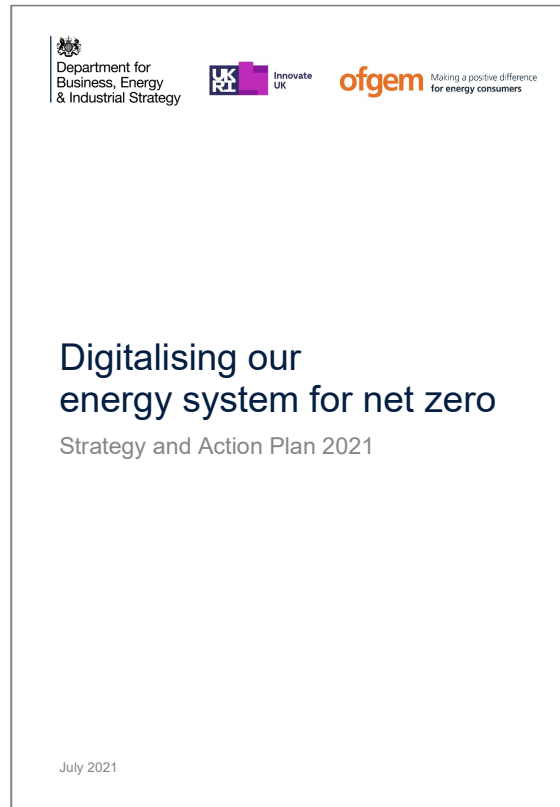 Department for
Business, Energy
& Industrial Strategy
UK
RI
Innovate
UK
ofgem
Making a positive difference
for energy consumers
Digitalising our
energy system for net zero
Strategy and Action Plan 2021
July 2021